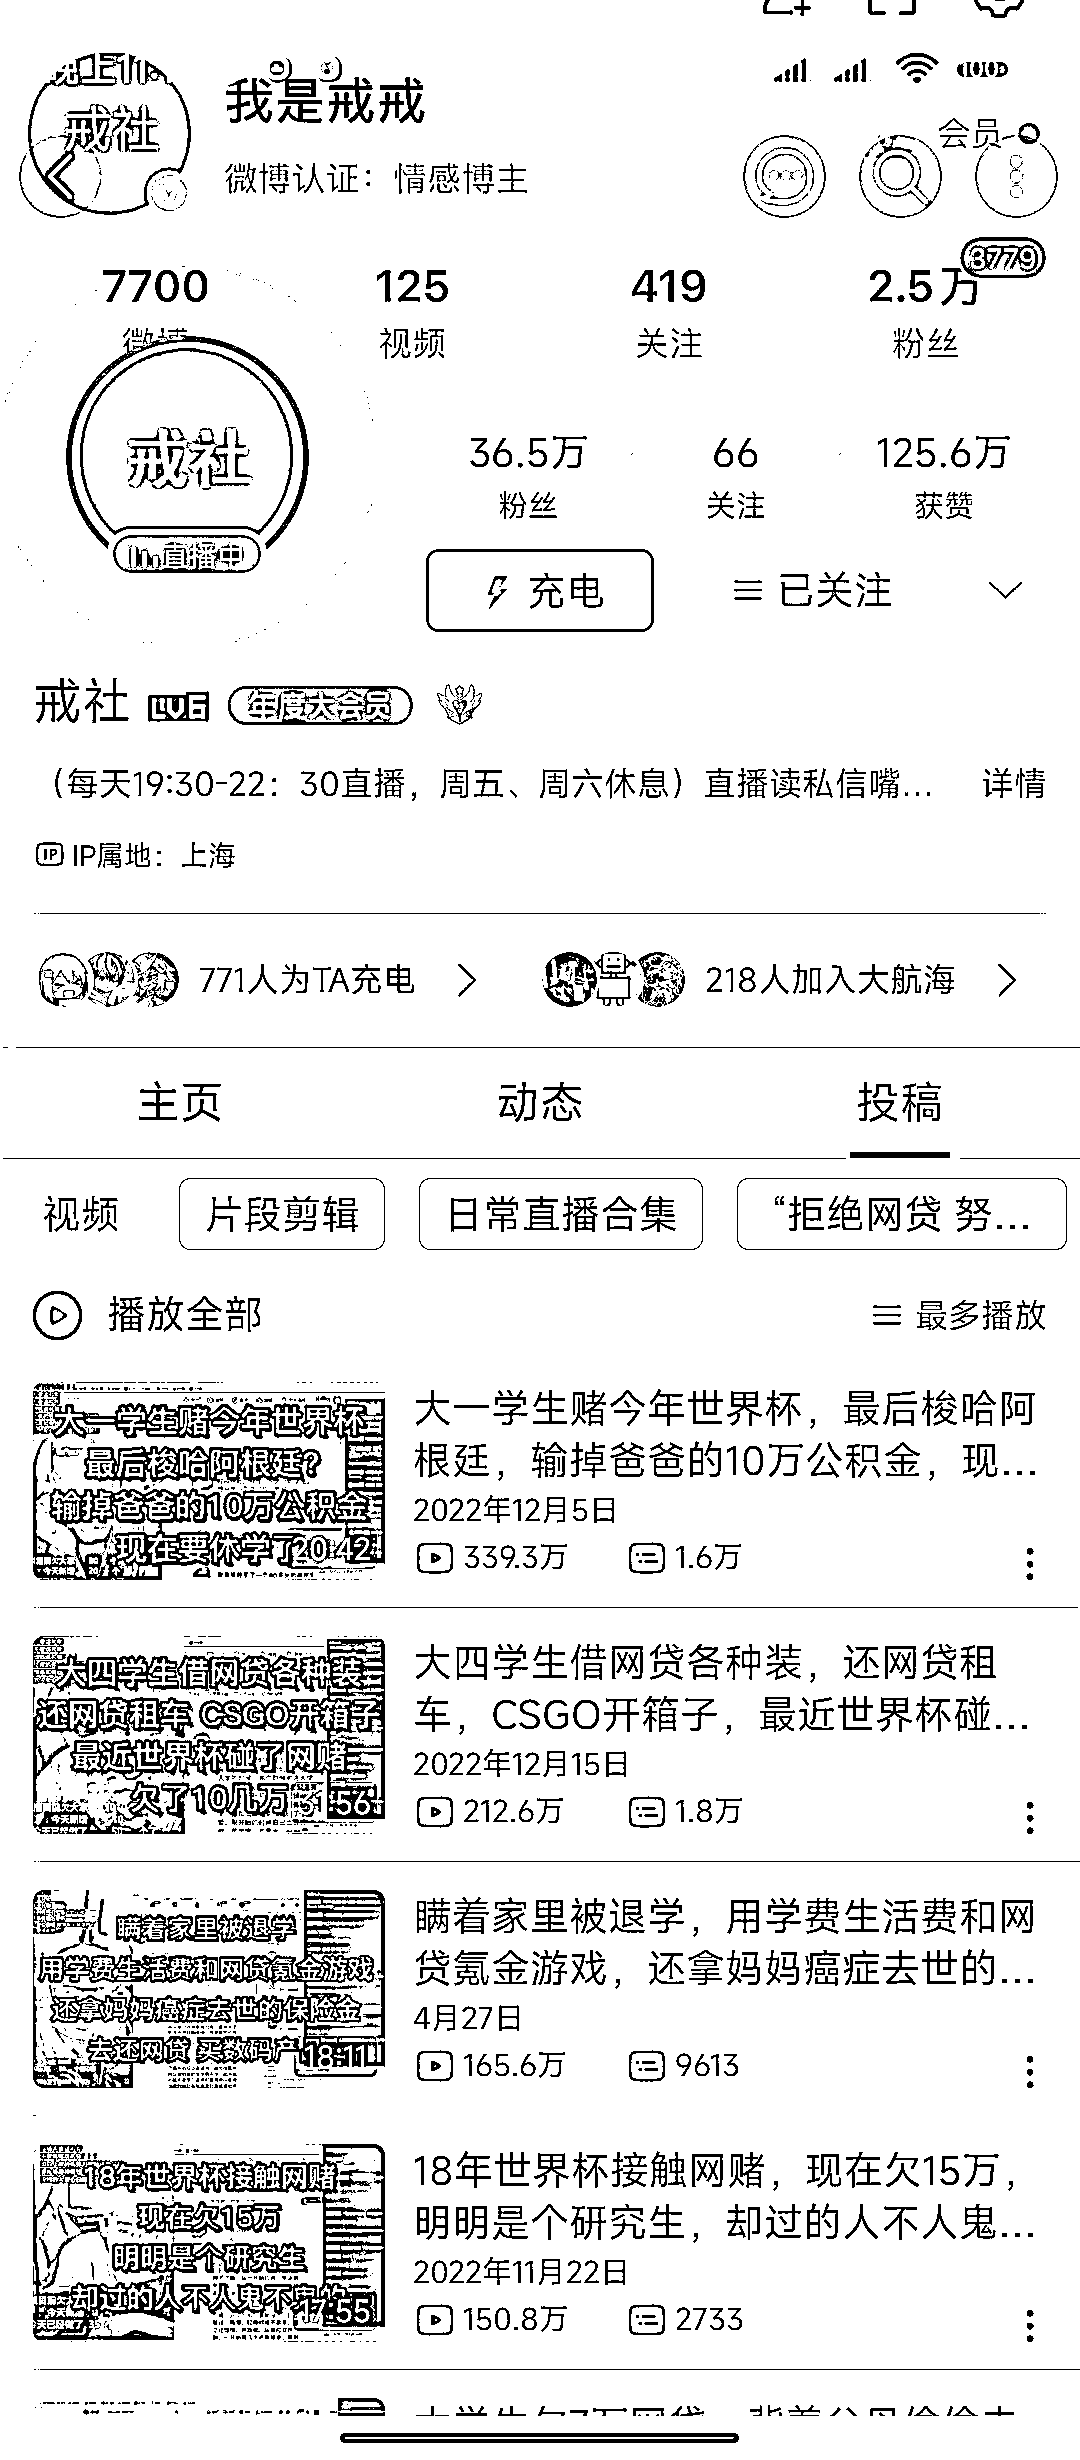 晚上11.
戒社
我是戒戒
微博认证：情感博主
会员
3779
7700 125 419 2.5万
微博 视频 关注 粉丝
戒社
直播中
36.5万 66 125.6万
粉丝 关注 获赞
充电 已关注
戒社 LV6 年度大会员
（每天19:30-22：30直播，周五、周六休息）直播读私信嘴... 详情
IP IP属地：上海
771人为TA充电 218人加入大航海
主页 动态 投稿
视频 片段剪辑 日常直播合集 “拒绝网贷 努...
播放全部 最多播放
大一学生赌今年世界杯
最后梭哈阿根廷?
输掉爸爸的10万公积金
现在要休学了
20:42
大一学生赌今年世界杯，最后梭哈阿
根廷，输掉爸爸的10万公积金，现...
2022年12月5日
339.3万 1.6万
大四学生借网贷各种装
还网贷租车 CSGO开箱子
最近世界杯碰了网赌
欠了10几万
大四学生借网贷各种装，还网贷租
车，CSGO开箱子，最近世界杯碰...
2022年12月15日
212.6万 1.8万
瞒着家里被退学
用学费生活费和网贷氪金游戏
还拿妈妈癌症去世的保险金
去还网贷 买数码产
18:11
瞒着家里被退学，用学费生活费和网
贷氪金游戏，还拿妈妈癌症去世的...
4月27日
165.6万 9613
18年世界杯接触网赌
现在欠15万
明明是个研究生
却过的人不人鬼不鬼的
17:55
18年世界杯接触网赌，现在欠15万，
明明是个研究生，却过的人不人鬼...
2022年11月22日
150.8万 2733